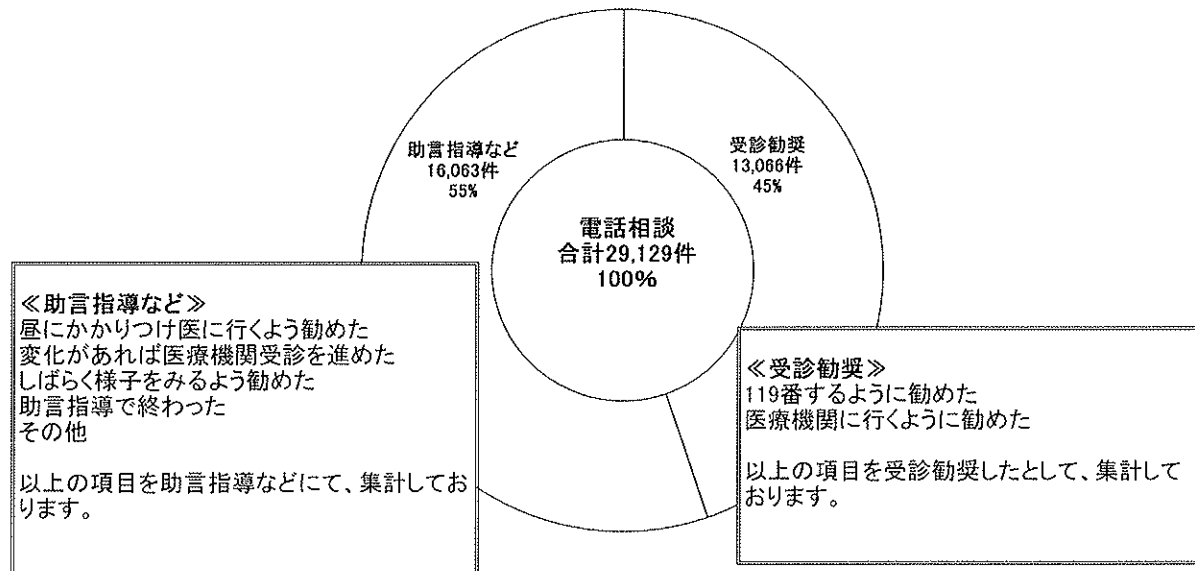 助言指導など
16,063件
55%
受診勧奨
13,066件
45%
電話相談
合計29,129件
100%
≪助言指導など≫
昼にかかりつけ医に行くよう勧めた
変化があれば医療機関受診を進めた
しばらく様子をみるよう勧めた
助言指導で終わった
その他
以上の項目を助言指導などにて、集計してお
ります。
≪受診勧奨≫
119番するように勧めた
医療機関に行くように勧めた
以上の項目を受診勧奨したとして、集計して
おります。